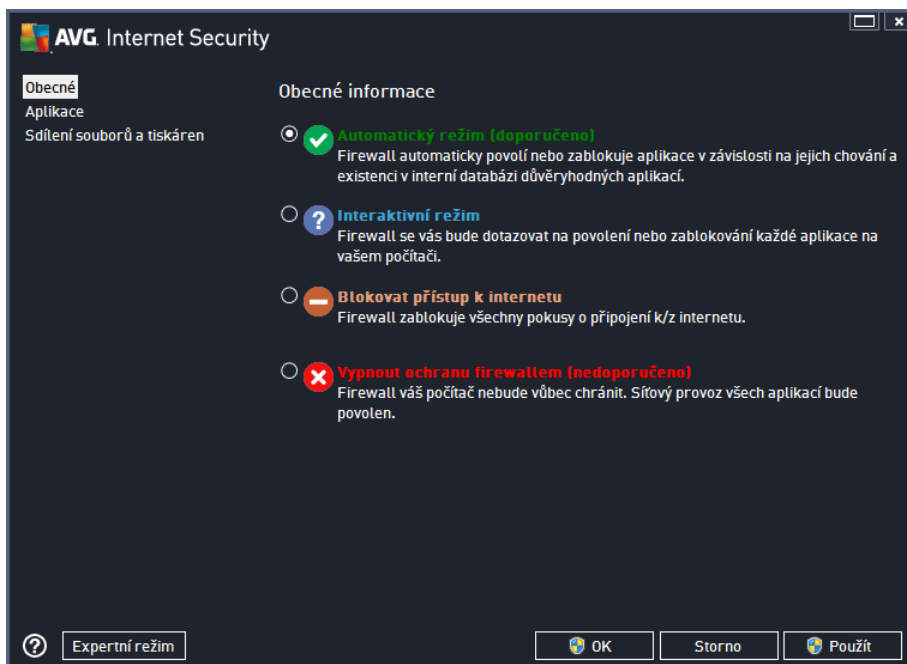 AVG. Internet Security
Obecné
Aplikace
Sdílení souborů a tiskáren
Obecné informace
Automatický režim (doporučeno)
Firewall automaticky povolí nebo zablokuje aplikace v závislosti na jejich chování a
existenci v interní databázi důvěryhodných aplikací.
Interaktivní režim
Firewall se vás bude dotazovat na povolení nebo zablokování každé aplikace na
vašem počítači.
Blokovat přístup k internetu
Firewall zablokuje všechny pokusy o připojení k/z internetu.
Vypnout ochranu firewallem (nedoporučeno)
Firewall váš počítač nebude vůbec chránit. Síťový provoz všech aplikací bude
povolen.
Expertní režim
OK
Storno
Použít